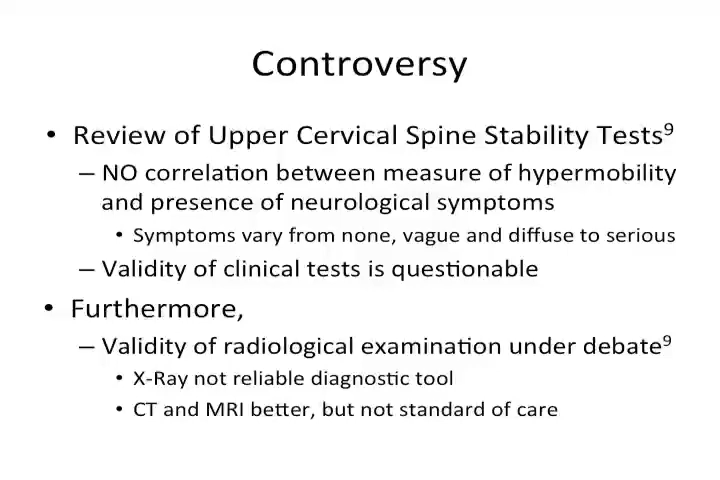 Controversy
• Review of Upper Cervical Spine Stability Tests⁹
– NO correlation between measure of hypermobility
and presence of neurological symptoms
• Symptoms vary from none, vague and diffuse to serious
– Validity of clinical tests is questionable
• Furthermore,
– Validity of radiological examination under debate⁹
• X-Ray not reliable diagnostic tool
• CT and MRI better, but not standard of care